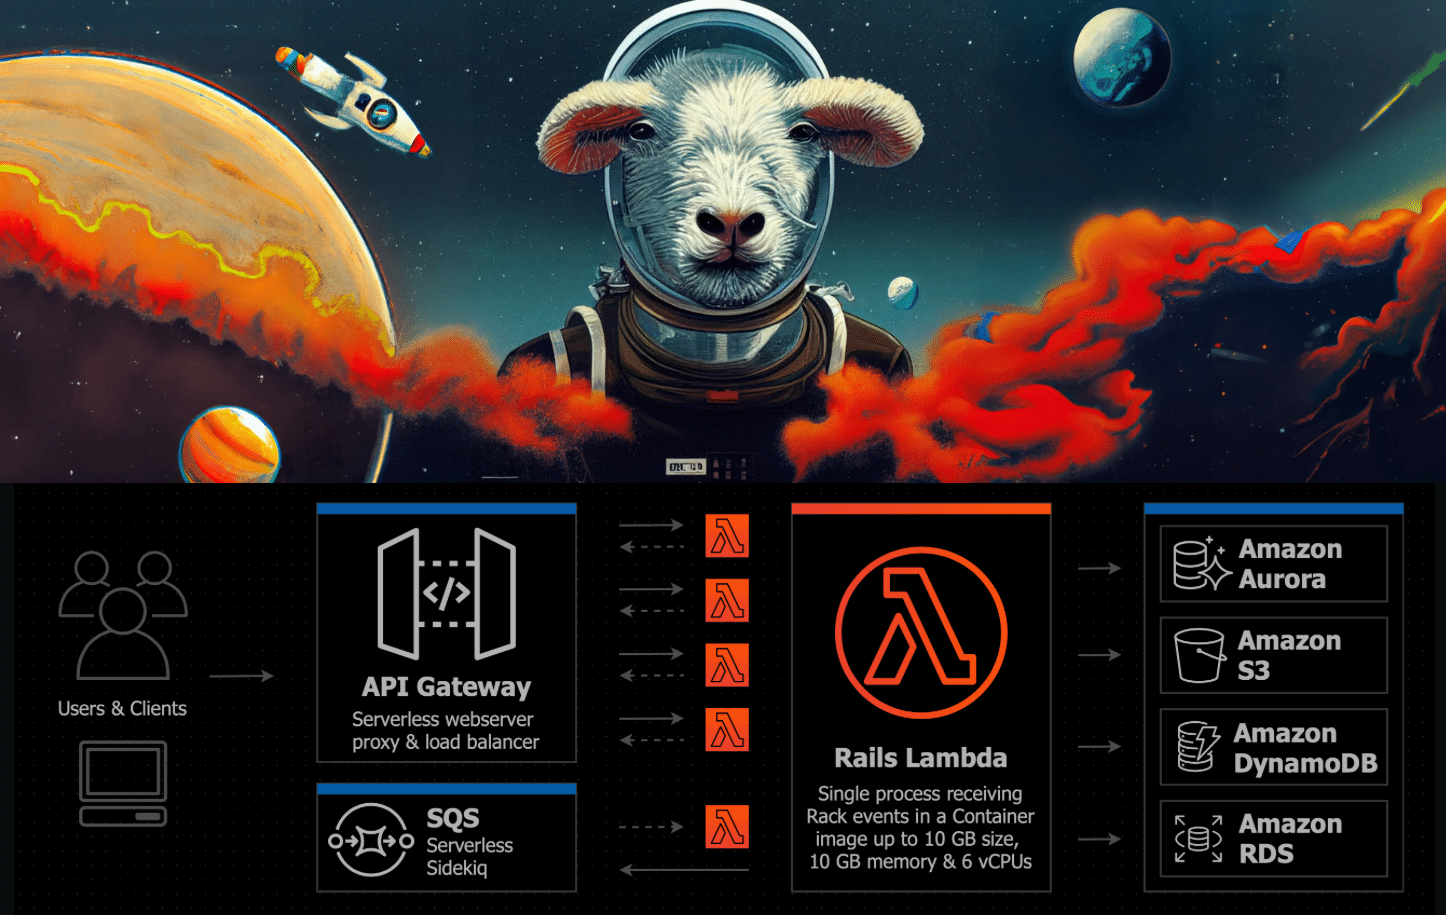 Users & Clients
</>
API Gateway
Serverless webserver
proxy & load balancer
SQS
Serverless
Sidekiq
Rails Lambda
Single process receiving
Rack events in a Container
image up to 10 GB size,
10 GB memory & 6 vCPUs
Amazon
Aurora
Amazon
S3
Amazon
DynamoDB
Amazon
RDS